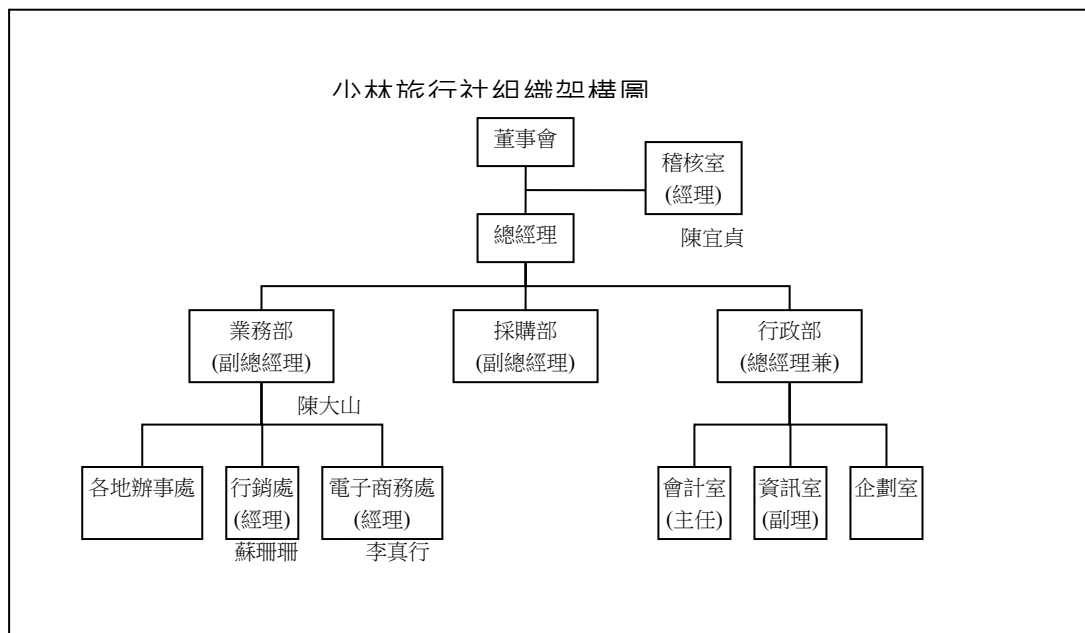 少林旅行社組織架構圖
董事會
稽核室
(經理)
陳宜貞
總經理
業務部
(副總經理)
採購部
(副總經理)
行政部
(總經理兼)
陳大山
各地辦事處
行銷處
(經理)
蘇珊珊
電子商務處
(經理)
李真行
會計室
(主任)
資訊室
(副理)
企劃室